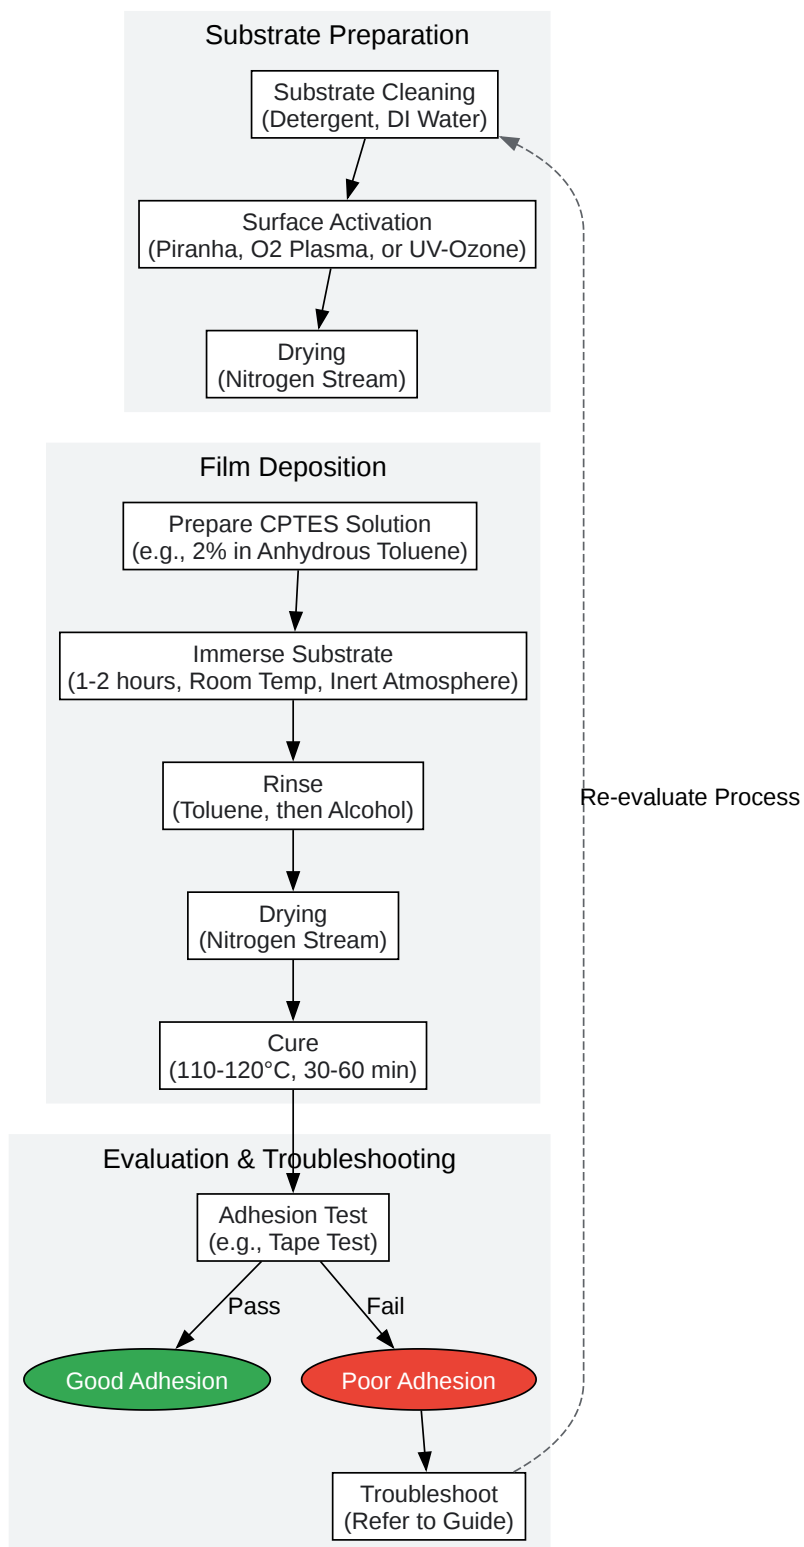 Substrate Preparation
Substrate Cleaning
(Detergent, DI Water)
Surface Activation
(Piranha, O2 Plasma, or UV-Ozone)
Drying
(Nitrogen Stream)
Film Deposition
Prepare CPTES Solution
(e.g., 2% in Anhydrous Toluene)
Immerse Substrate
(1-2 hours, Room Temp, Inert Atmosphere)
Rinse
(Toluene, then Alcohol)
Re-evaluate Process
Drying
(Nitrogen Stream)
Cure
(110-120°C, 30-60 min)
Evaluation & Troubleshooting
Adhesion Test
(e.g., Tape Test)
Pass
Fail
Good Adhesion
Poor Adhesion
Troubleshoot
(Refer to Guide)